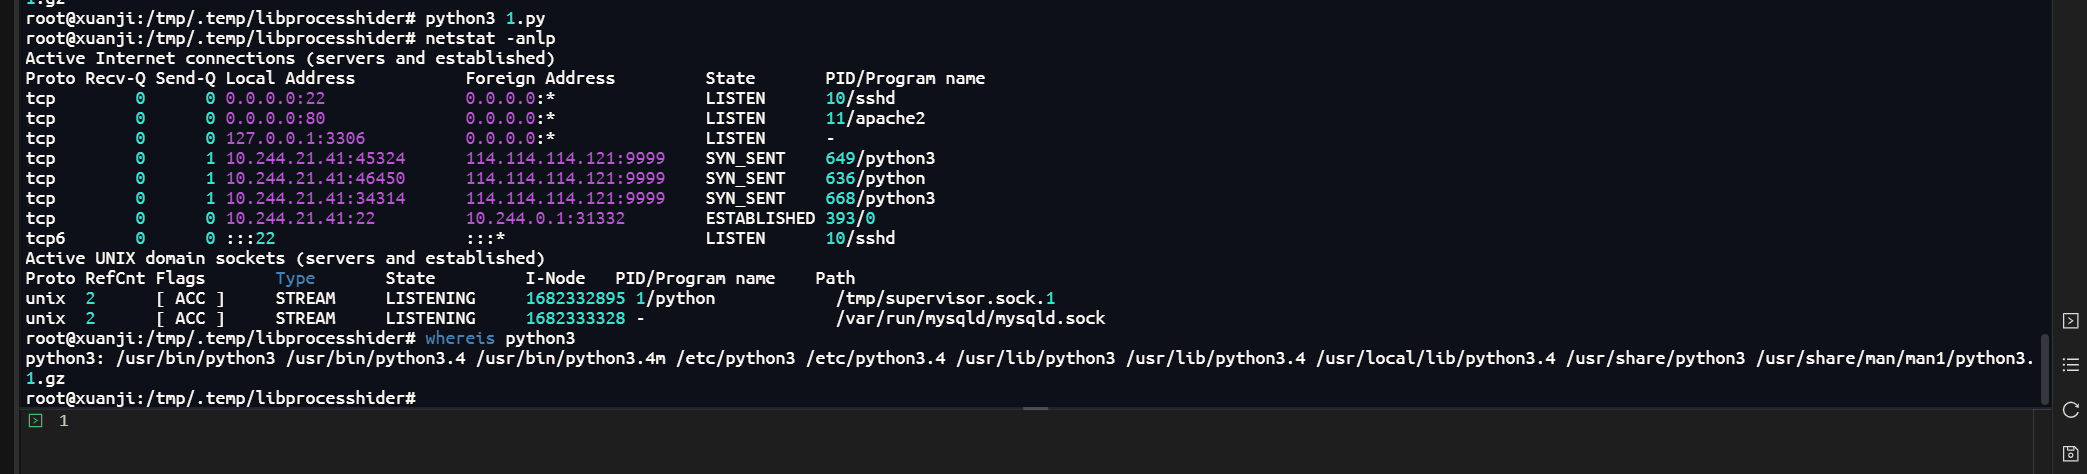 1.gz
root@xuanji:/tmp/.temp/libprocesshider# python3 1.py
root@xuanji:/tmp/.temp/libprocesshider# netstat -anlp
Active Internet connections (servers and established)
Proto Recv-Q Send-Q Local Address           Foreign Address         State       PID/Program name
tcp        0      0 0.0.0.0:22              0.0.0.0:*               LISTEN      10/sshd
tcp        0      0 0.0.0.0:80              0.0.0.0:*               LISTEN      11/apache2
tcp        0      0 127.0.0.1:3306          0.0.0.0:*               LISTEN      -
tcp        0      1 10.244.21.41:45324      114.114.114.121:9999    SYN_SENT    649/python3
tcp        0      1 10.244.21.41:46450      114.114.114.121:9999    SYN_SENT    636/python
tcp        0      1 10.244.21.41:34314      114.114.114.121:9999    SYN_SENT    668/python3
tcp        0      0 10.244.21.41:22         10.244.0.1:31332        ESTABLISHED 393/0
tcp6       0      0 :::22                   :::*                    LISTEN      10/sshd
Active UNIX domain sockets (servers and established)
Proto RefCnt Flags       Type       State         I-Node   PID/Program name    Path
unix  2      [ ACC ]     STREAM     LISTENING     1682332895 1/python            /tmp/supervisor.sock.1
unix  2      [ ACC ]     STREAM     LISTENING     1682333328 -                   /var/run/mysqld/mysqld.sock
root@xuanji:/tmp/.temp/libprocesshider# whereis python3
python3: /usr/bin/python3 /usr/bin/python3.4 /usr/bin/python3.4m /etc/python3 /etc/python3.4 /usr/lib/python3 /usr/lib/python3.4 /usr/local/lib/python3.4 /usr/share/python3 /usr/share/man/man1/python3.
1.gz
root@xuanji:/tmp/.temp/libprocesshider#
1